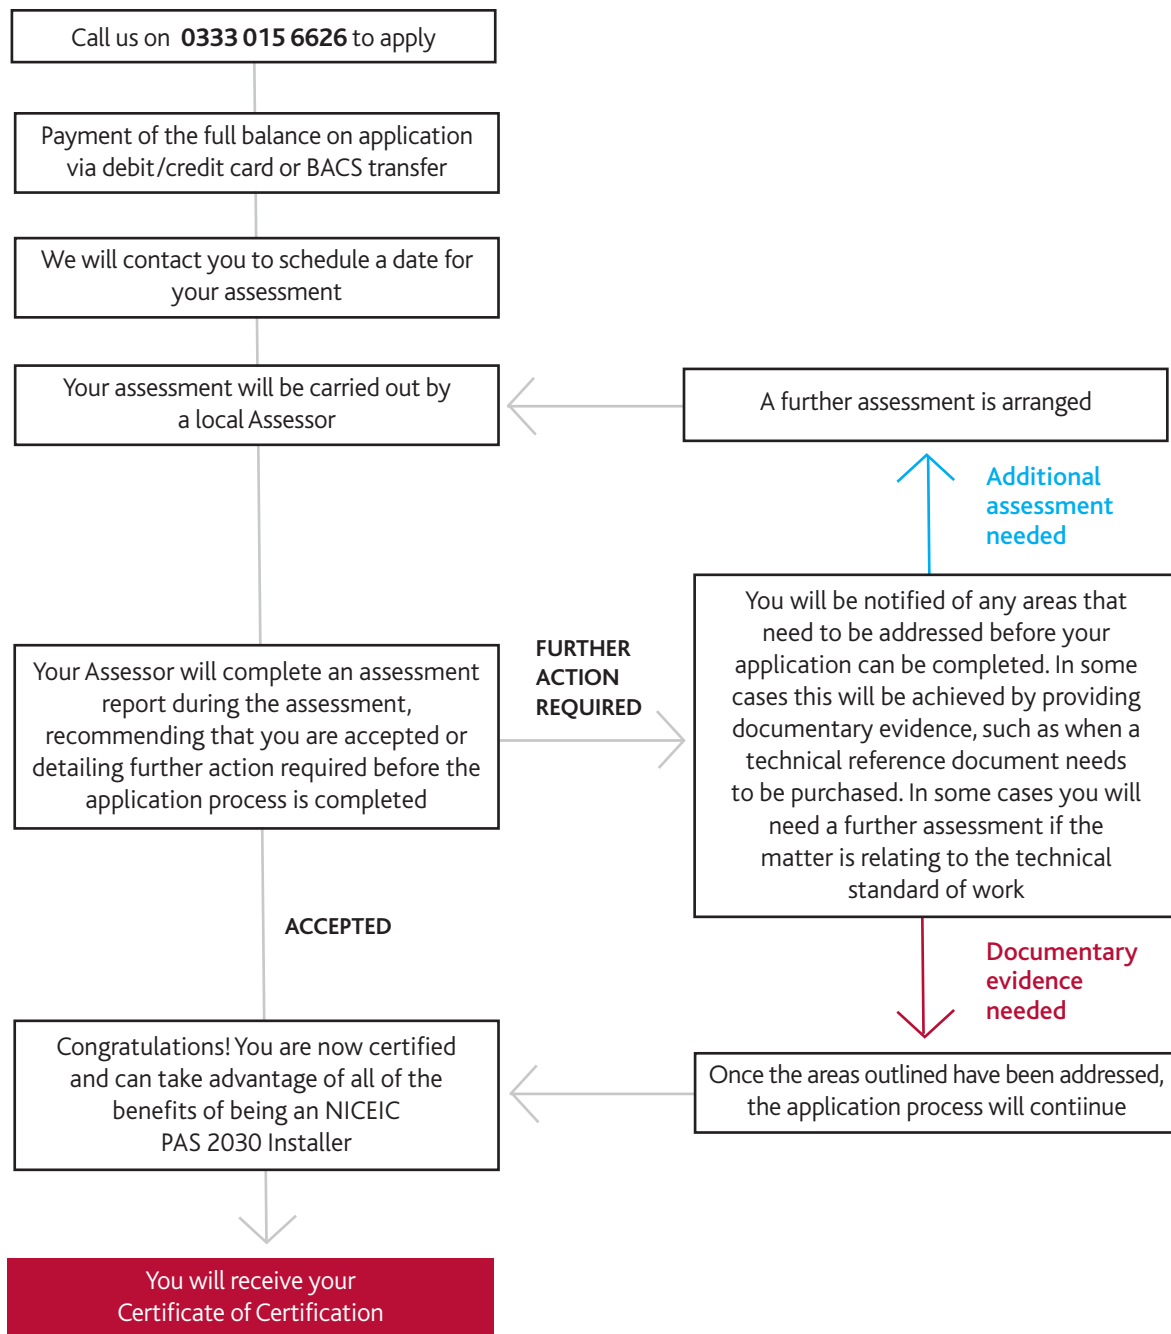 Call us on 0333 015 6626 to apply
Payment of the full balance on application
via debit/credit card or BACS transfer
We will contact you to schedule a date for
your assessment
Your assessment will be carried out by
a local Assessor
A further assessment is arranged
Additional
assessment
needed
Your Assessor will complete an assessment
report during the assessment,
recommending that you are accepted or
detailing further action required before the
application process is completed
FURTHER
ACTION
REQUIRED
You will be notified of any areas that
need to be addressed before your
application can be completed. In some
cases this will be achieved by providing
documentary evidence, such as when a
technical reference document needs
to be purchased. In some cases you will
need a further assessment if the
matter is relating to the technical
standard of work
ACCEPTED
Documentary
evidence
needed
Congratulations! You are now certified
and can take advantage of all of the
benefits of being an NICEIC
PAS 2030 Installer
Once the areas outlined have been addressed,
the application process will contiinue
You will receive your
Certificate of Certification